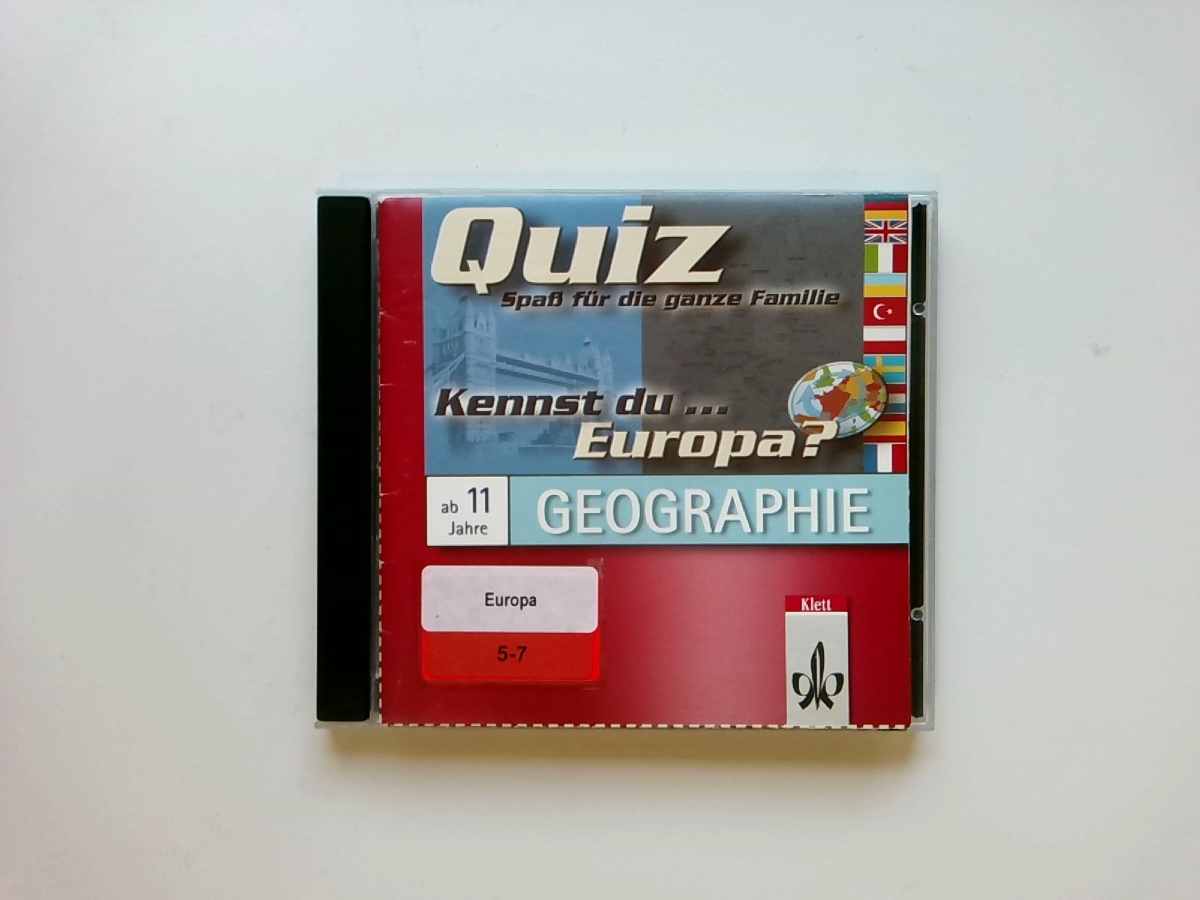 Quiz
Spaß für die ganze Familie
Kennst du ...
Europa?
ab 11
Jahre
GEOGRAPHIE
Europa
5-7
Klett